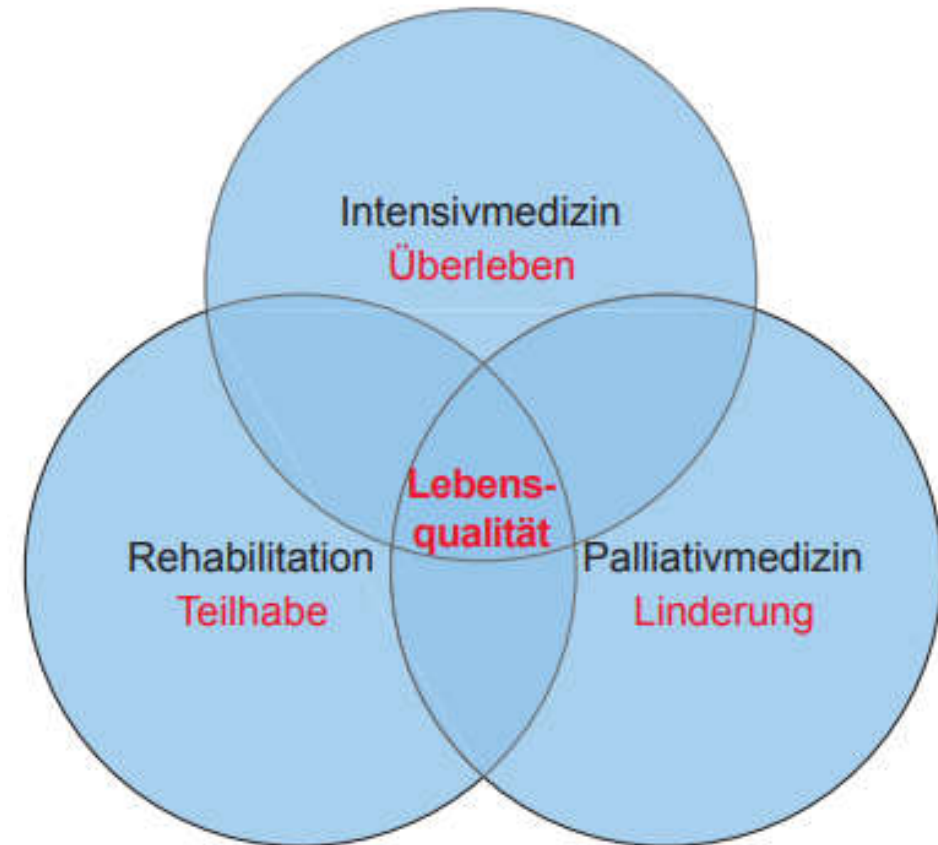 Intensivmedizin
Überleben
Lebens-
qualität
Rehabilitation
Teilhabe
Palliativmedizin
Linderung